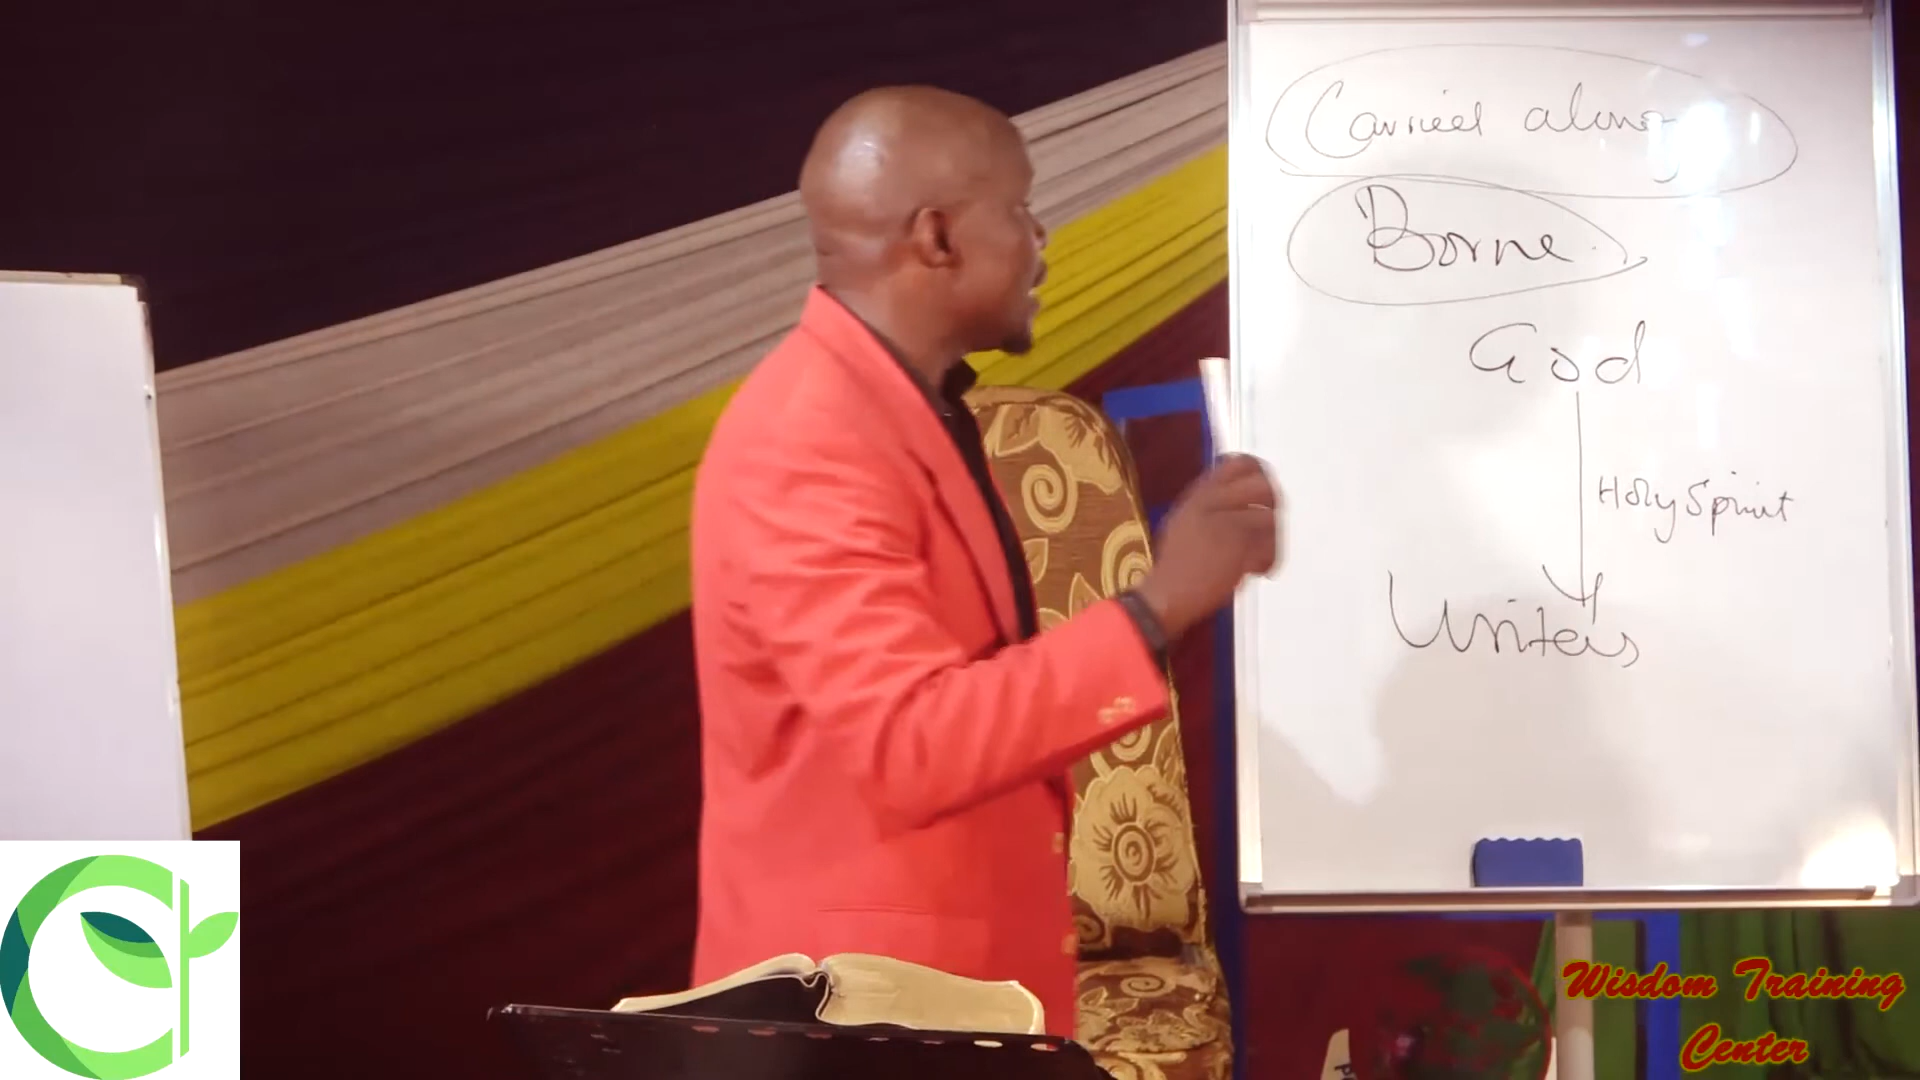 Carried along
Borne
God
Holy Spirit
Writers
Wisdom Training
Center